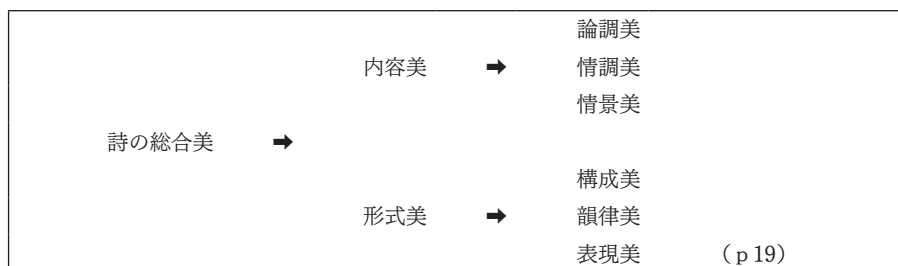 論調美
内容美 ➡ 情調美
情景美
詩の総合美 ➡
構成美
形式美 ➡ 韻律美
表現美 (p19)